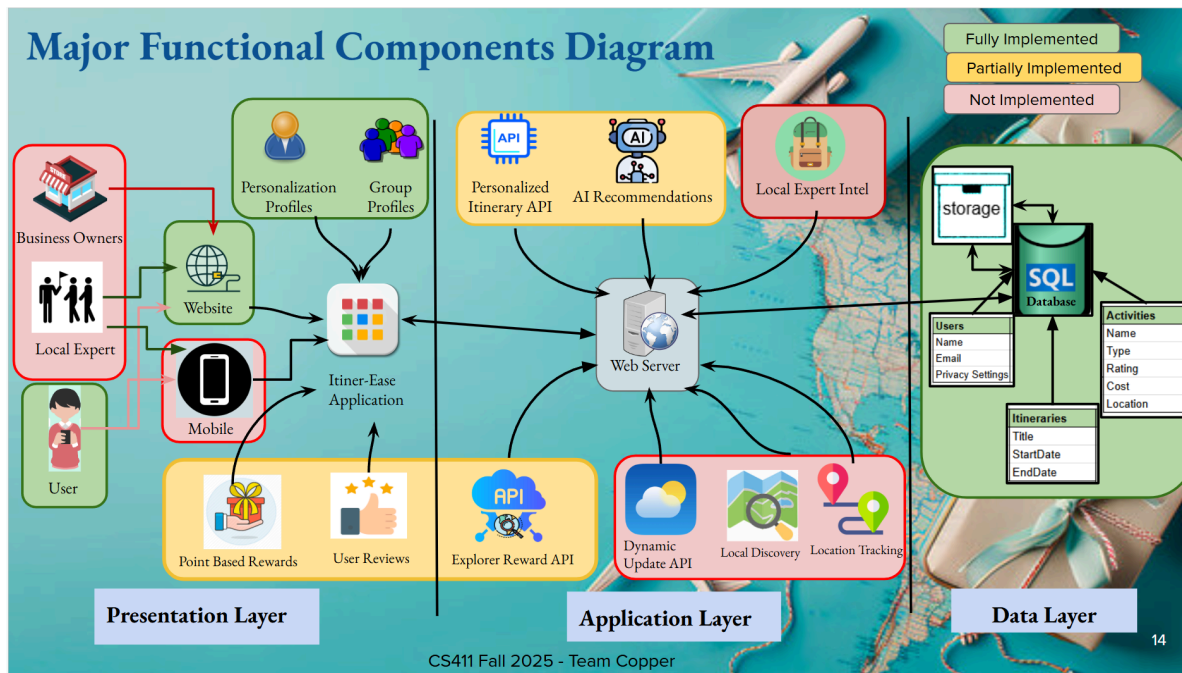 Major Functional Components Diagram
Fully Implemented
Partially Implemented
Not Implemented
STORE
Business Owners
Local Expert
User
Website
Mobile
Personalization
Profiles
Group
Profiles
Itiner-Ease
Application
Point Based Rewards
User Reviews
API
Explorer Reward API
API
Personalized
Itinerary API
AI
AI Recommendations
Local Expert Intel
Web Server
Dynamic
Update API
Local Discovery
Location Tracking
storage
SQL
Database
Users
Name
Email
Privacy Settings
Activities
Name
Type
Rating
Cost
Location
Itineraries
Title
StartDate
EndDate
Presentation Layer
Application Layer
Data Layer
14
CS411 Fall 2025 - Team Copper